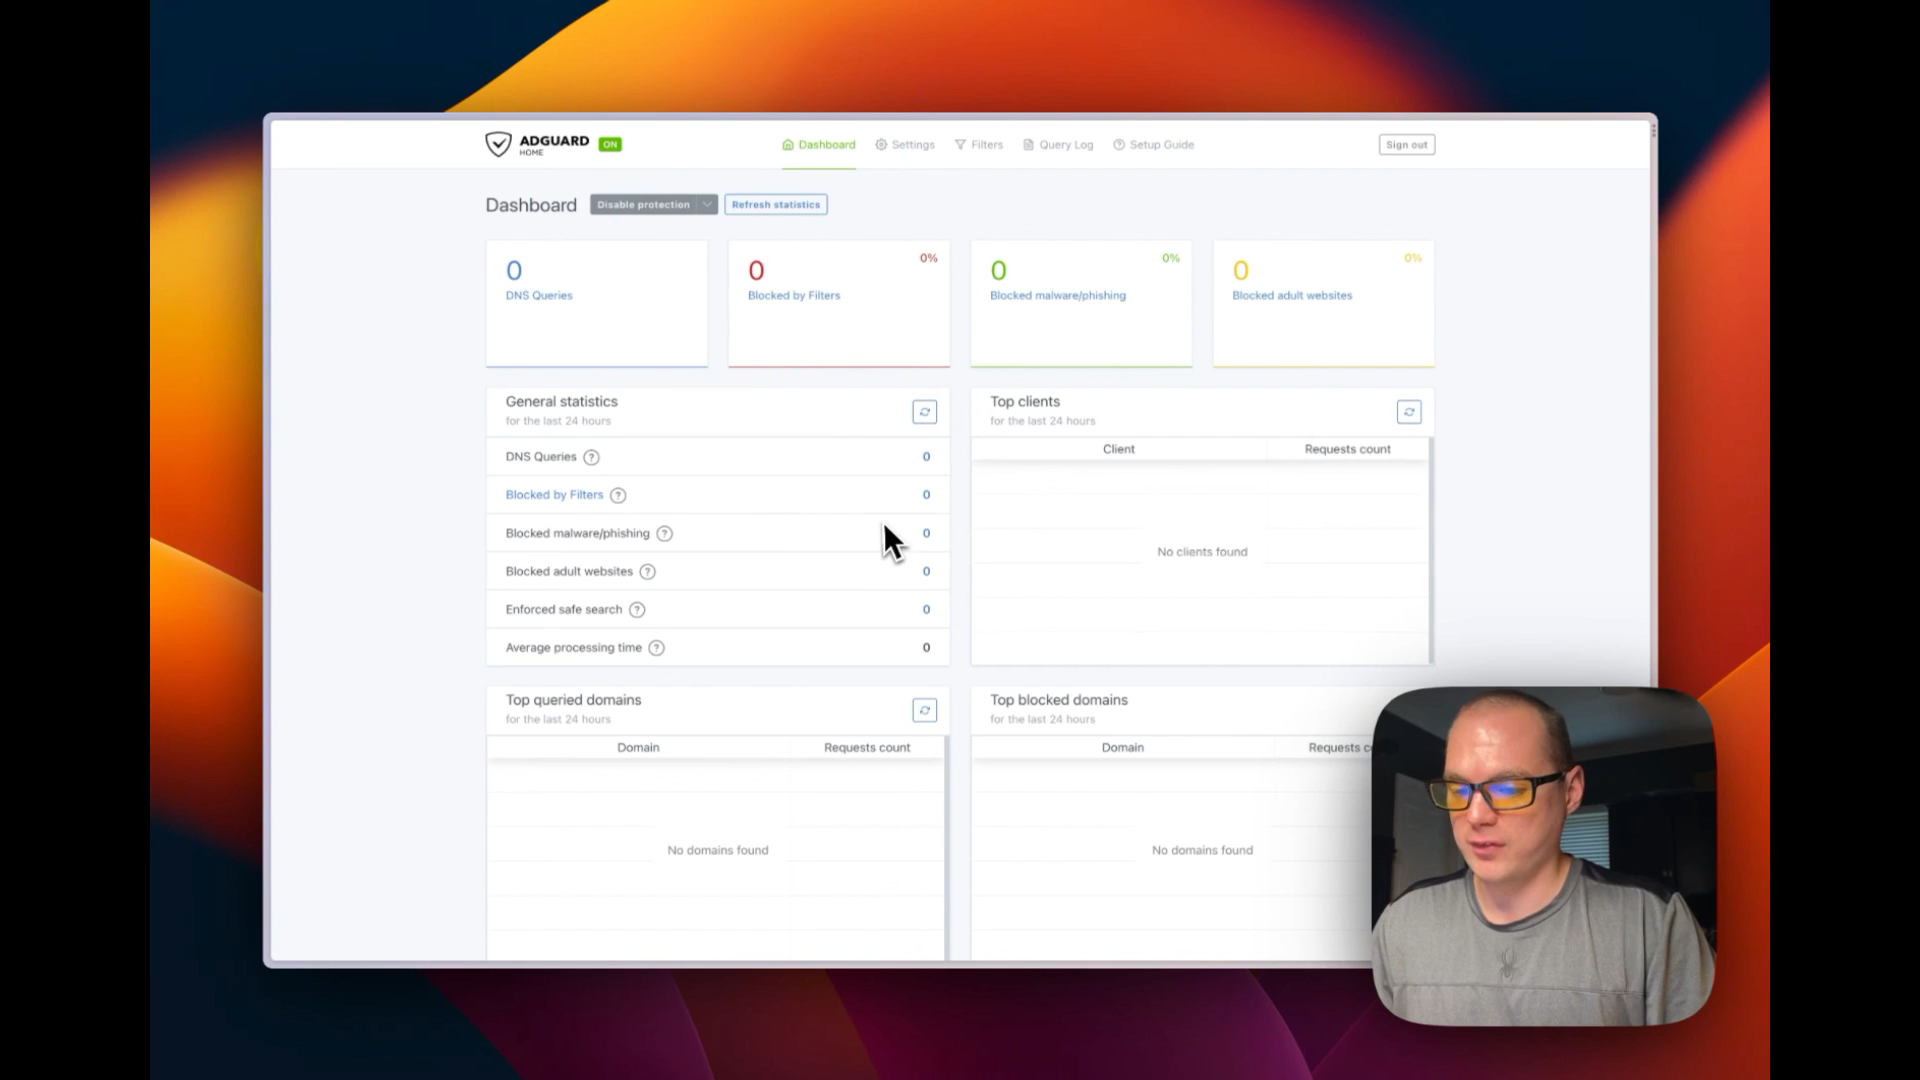 ADGUARD
HOME
ON
Dashboard
Settings
Filters
Query Log
Setup Guide
Sign out
Dashboard
Disable protection
Refresh statistics
0
DNS Queries
0%
0
Blocked by Filters
0%
0
Blocked malware/phishing
0%
0
Blocked adult websites
General statistics
for the last 24 hours
DNS Queries ? 0
Blocked by Filters ? 0
Blocked malware/phishing ? 0
Blocked adult websites ? 0
Enforced safe search ? 0
Average processing time ? 0
Top clients
for the last 24 hours
Client Requests count
No clients found
Top queried domains
for the last 24 hours
Domain Requests count
No domains found
Top blocked domains
for the last 24 hours
Domain Requests
No domains found